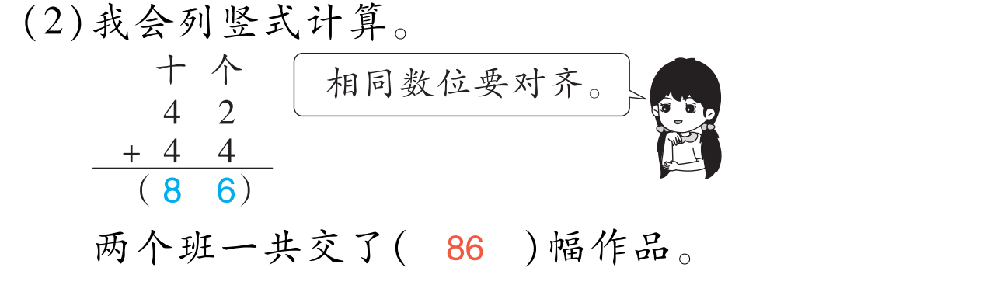 (2)我会列竖式计算。
十 个
相同数位要对齐。
4 2
+ 4 4
( 8 6 )
两个班一共交了( 86 )幅作品。